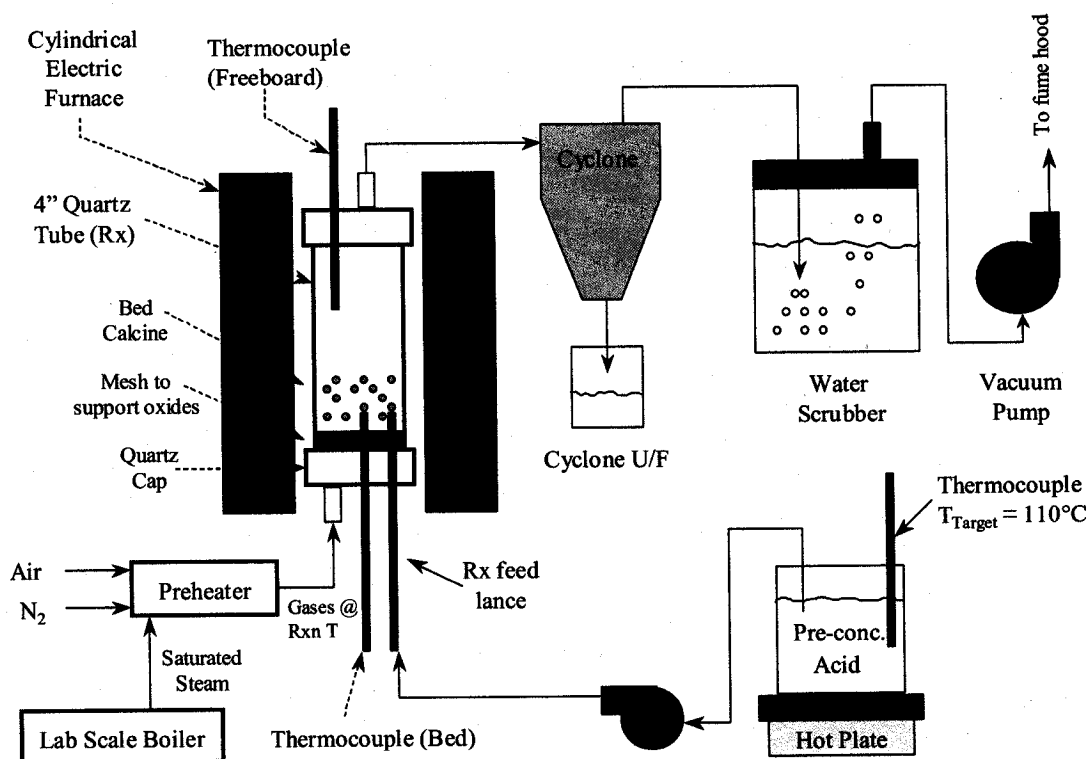 Cylindrical
Electric
Furnace
Thermocouple
(Freeboard)
To fume hood
Cyclone
4” Quartz
Tube (Rx)
Bed
Calcine
Mesh to
support oxides
Quartz
Cap
Water
Scrubber
Vacuum
Pump
Cyclone U/F
Thermocouple
T_Target = 110°C
Air
N₂
Preheater
Gases @
Rxn T
Rx feed
lance
Pre-conc.
Acid
Saturated
Steam
Lab Scale Boiler
Thermocouple (Bed)
Hot Plate